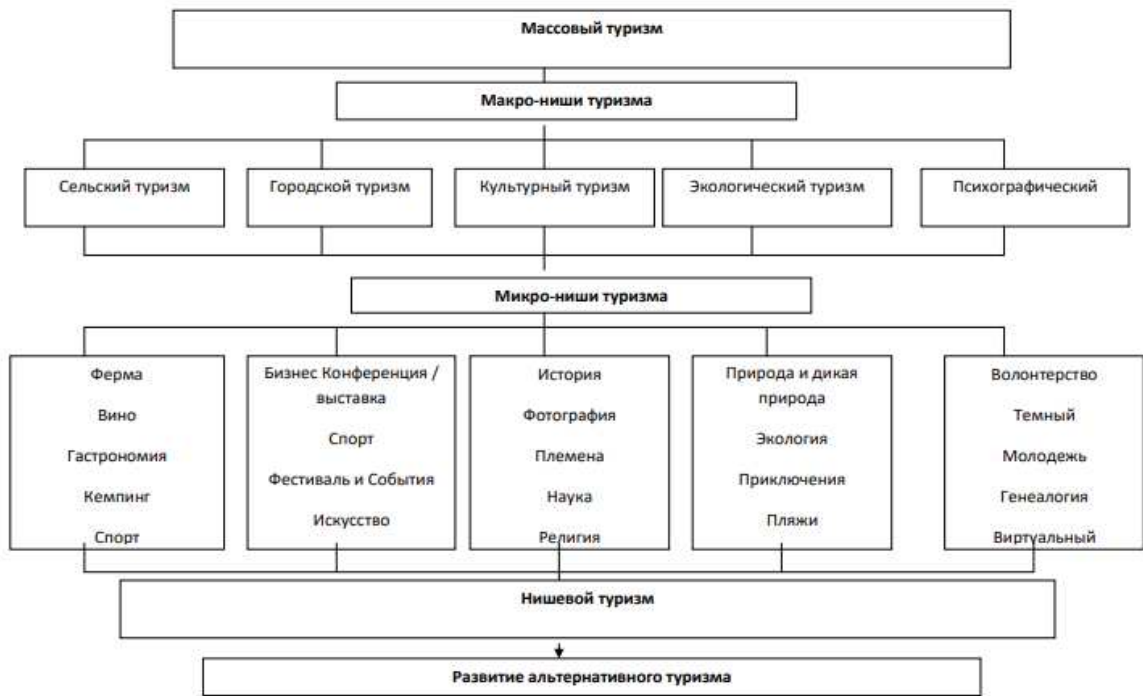 Массовый туризм
Макро-ниши туризма
Сельский туризм
Городской туризм
Культурный туризм
Экологический туризм
Психографический
Микро-ниши туризма
Ферма
Вино
Гастрономия
Кемпинг
Спорт
Бизнес Конференция /
выставка
Спорт
Фестиваль и События
Искусство
История
Фотография
Племена
Наука
Религия
Природа и дикая
природа
Экология
Приключения
Пляжи
Волонтерство
Темный
Молодежь
Генеалогия
Виртуальный
Нишевой туризм
Развитие альтернативного туризма